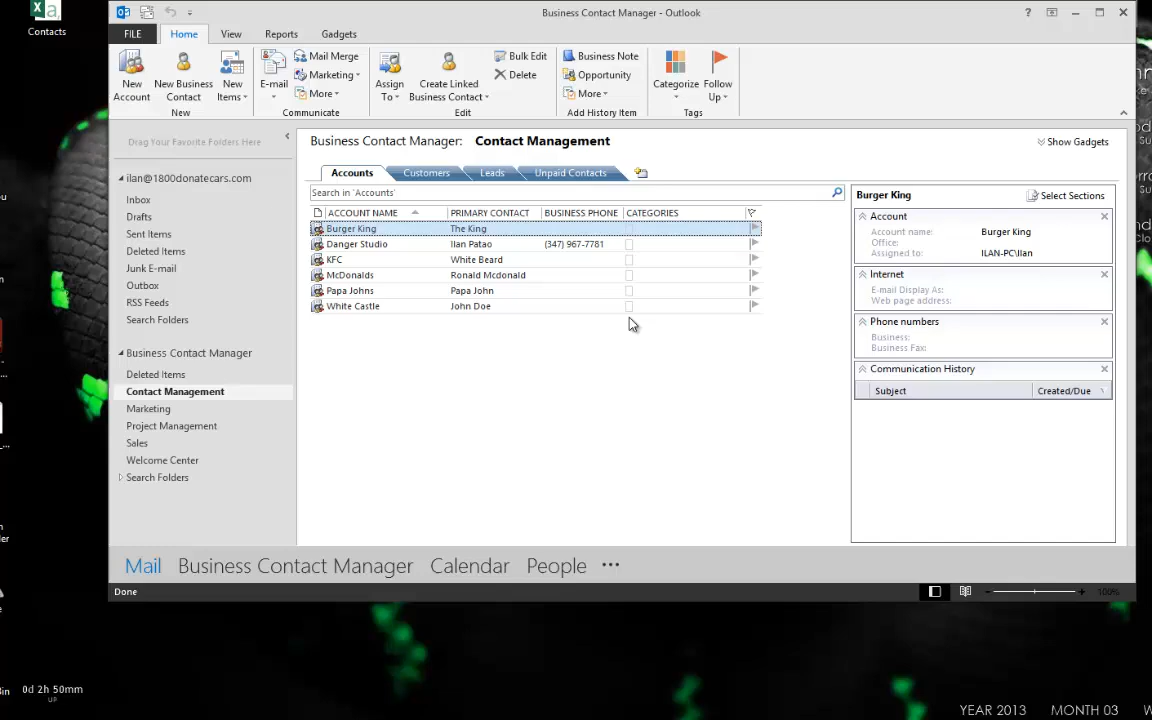 Contacts
Business Contact Manager - Outlook
FILE Home View Reports Gadgets
New Account
New Business Contact
New Items
New
E-mail
Mail Merge
Marketing
More
Communicate
Assign To
Create Linked Business Contact
Bulk Edit
Delete
Edit
Business Note
Opportunity
More
Add History Item
Categorize
Follow Up
Tags
Drag Your Favorite Folders Here
ilan@1800donatecars.com
Inbox
Drafts
Sent Items
Deleted Items
Junk E-mail
Outbox
RSS Feeds
Search Folders
Business Contact Manager
Deleted Items
Contact Management
Marketing
Project Management
Sales
Welcome Center
Search Folders
Business Contact Manager: Contact Management
Show Gadgets
Accounts Customers Leads Unpaid Contacts
Search in 'Accounts'
ACCOUNT NAME PRIMARY CONTACT BUSINESS PHONE CATEGORIES
Burger King The King
Danger Studio Ilan Patao (347) 967-7781
KFC White Beard
McDonalds Ronald Mcdonald
Papa Johns Papa John
White Castle John Doe
Burger King Select Sections
Account
Account name: Burger King
Office:
Assigned to: ILAN-PC\Ilan
Internet
E-mail Display As:
Web page address:
Phone numbers
Business:
Business Fax:
Communication History
Subject Created/Due
Mail Business Contact Manager Calendar People
Done
100%
0d 2h 50mm
UP
YEAR 2013 MONTH 03